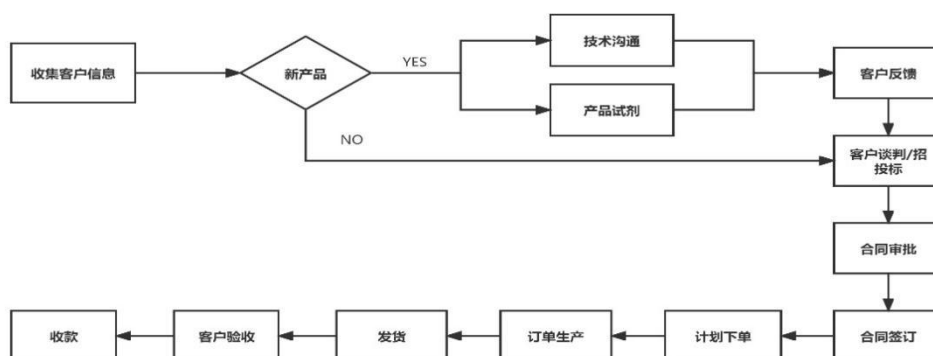 技术沟通
收集客户信息
新产品
YES
客户反馈
产品试剂
NO
客户谈判/招
投标
合同审批
收款
客户验收
发货
订单生产
计划下单
合同签订